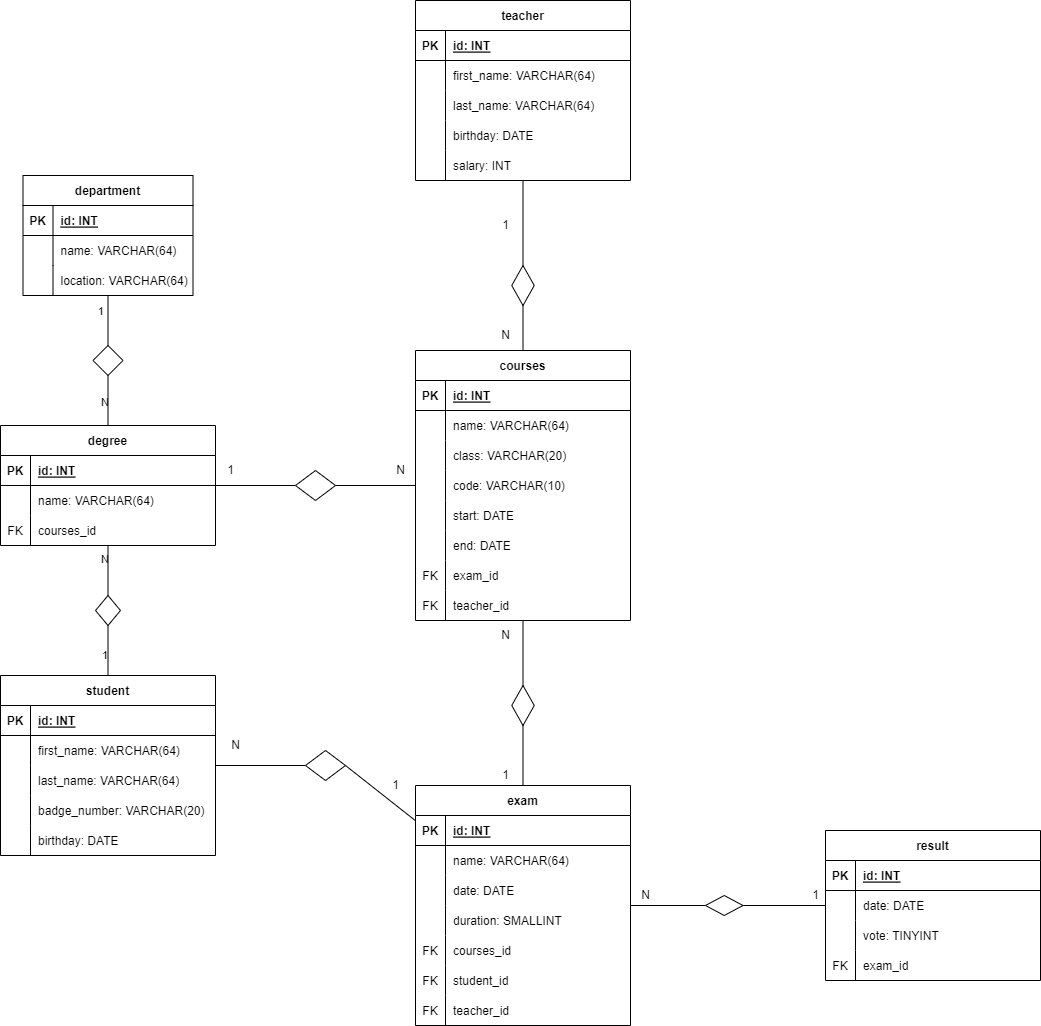 teacher
PK id: INT
first_name: VARCHAR(64)
last_name: VARCHAR(64)
birthday: DATE
salary: INT
1
N
department
PK id: INT
name: VARCHAR(64)
location: VARCHAR(64)
1
N
degree
PK id: INT
name: VARCHAR(64)
FK courses_id
1
N
courses
PK id: INT
name: VARCHAR(64)
class: VARCHAR(20)
code: VARCHAR(10)
start: DATE
end: DATE
FK exam_id
FK teacher_id
N
1
N
1
student
PK id: INT
first_name: VARCHAR(64)
last_name: VARCHAR(64)
badge_number: VARCHAR(20)
birthday: DATE
N
1
exam
PK id: INT
name: VARCHAR(64)
date: DATE
duration: SMALLINT
FK courses_id
FK student_id
FK teacher_id
N
1
result
PK id: INT
date: DATE
vote: TINYINT
FK exam_id